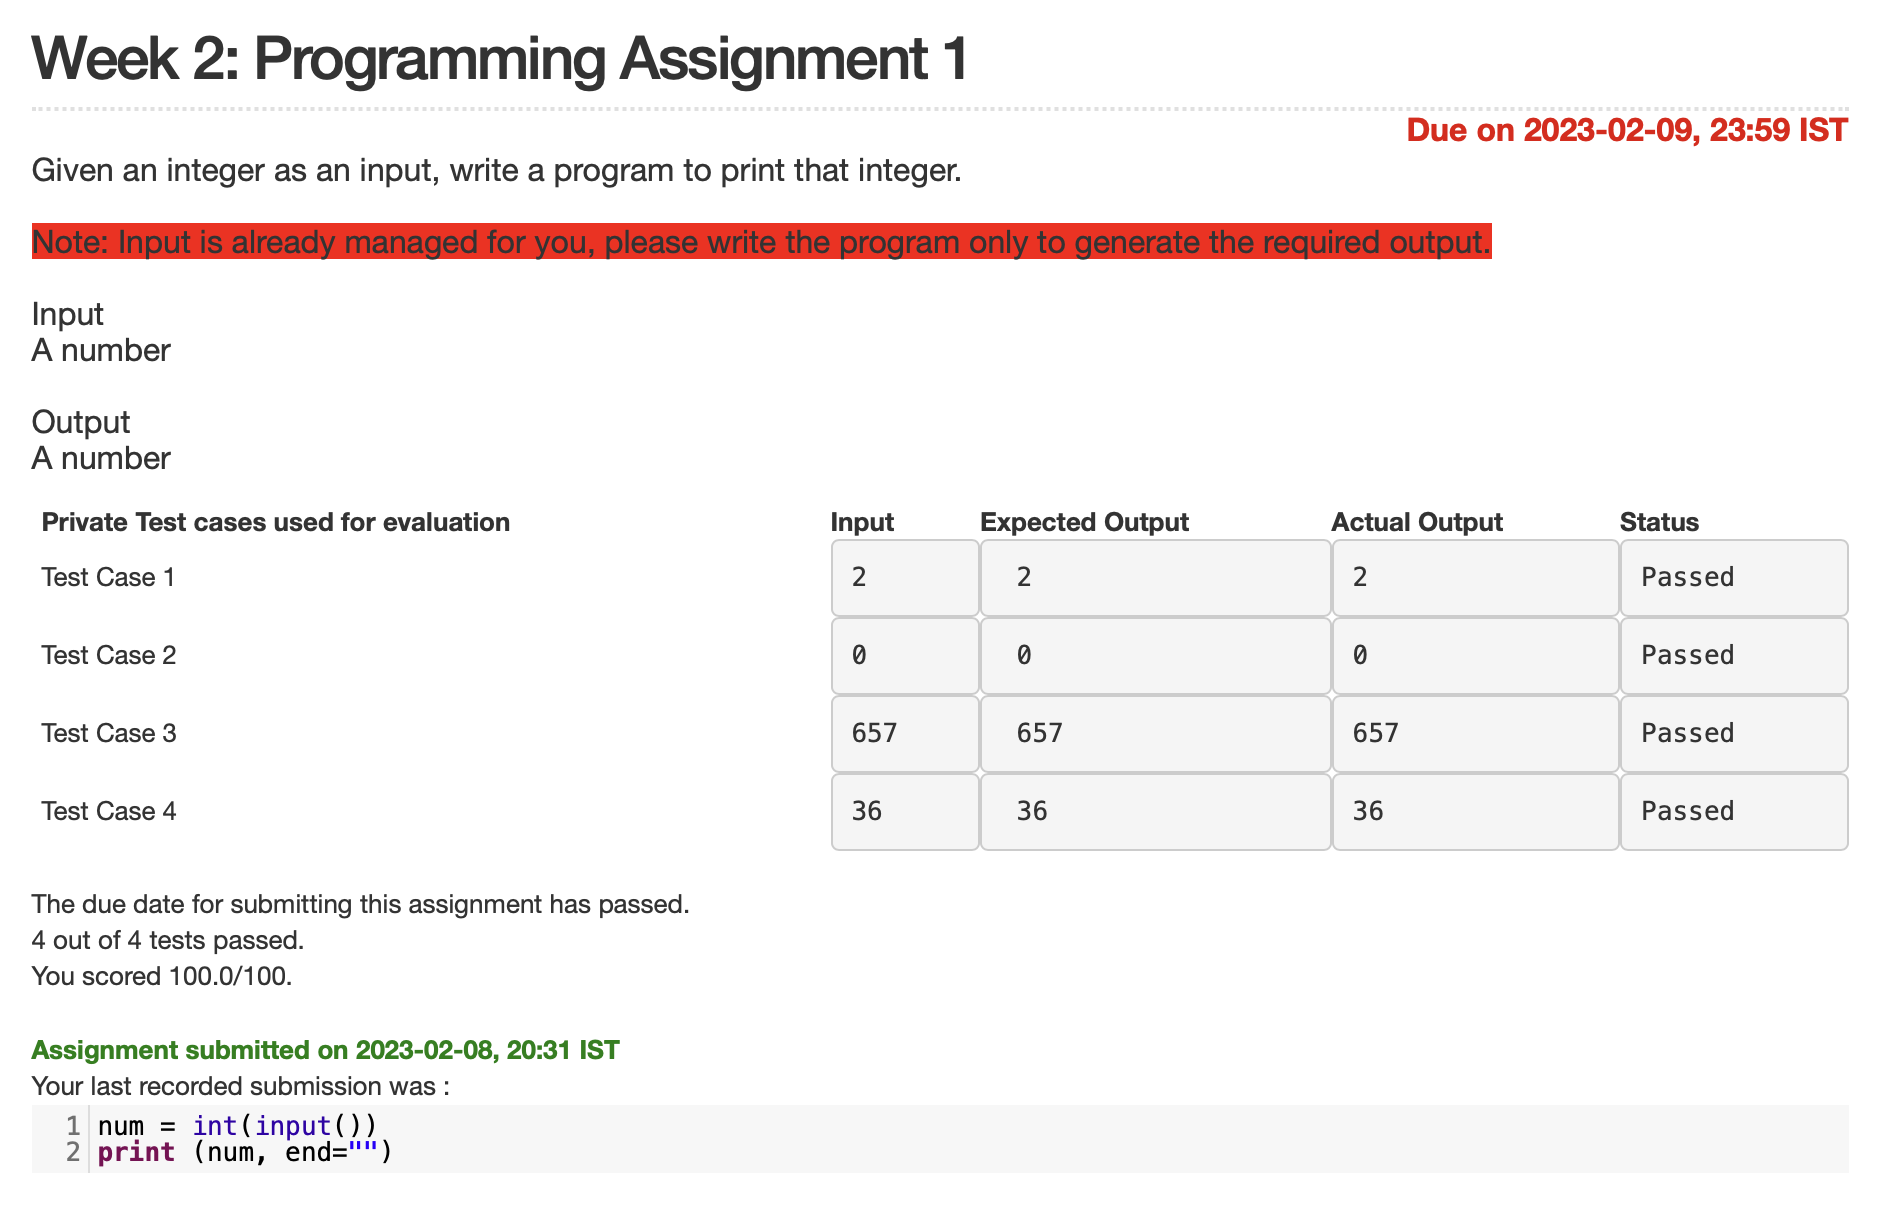 Week 2: Programming Assignment 1
Due on 2023-02-09, 23:59 IST
Given an integer as an input, write a program to print that integer.
Note: Input is already managed for you, please write the program only to generate the required output.
Input
A number
Output
A number
Private Test cases used for evaluation Input Expected Output Actual Output Status
Test Case 1 2 2 2 Passed
Test Case 2 0 0 0 Passed
Test Case 3 657 657 657 Passed
Test Case 4 36 36 36 Passed
The due date for submitting this assignment has passed.
4 out of 4 tests passed.
You scored 100.0/100.
Assignment submitted on 2023-02-08, 20:31 IST
Your last recorded submission was :
1 num = int(input())
2 print (num, end="")